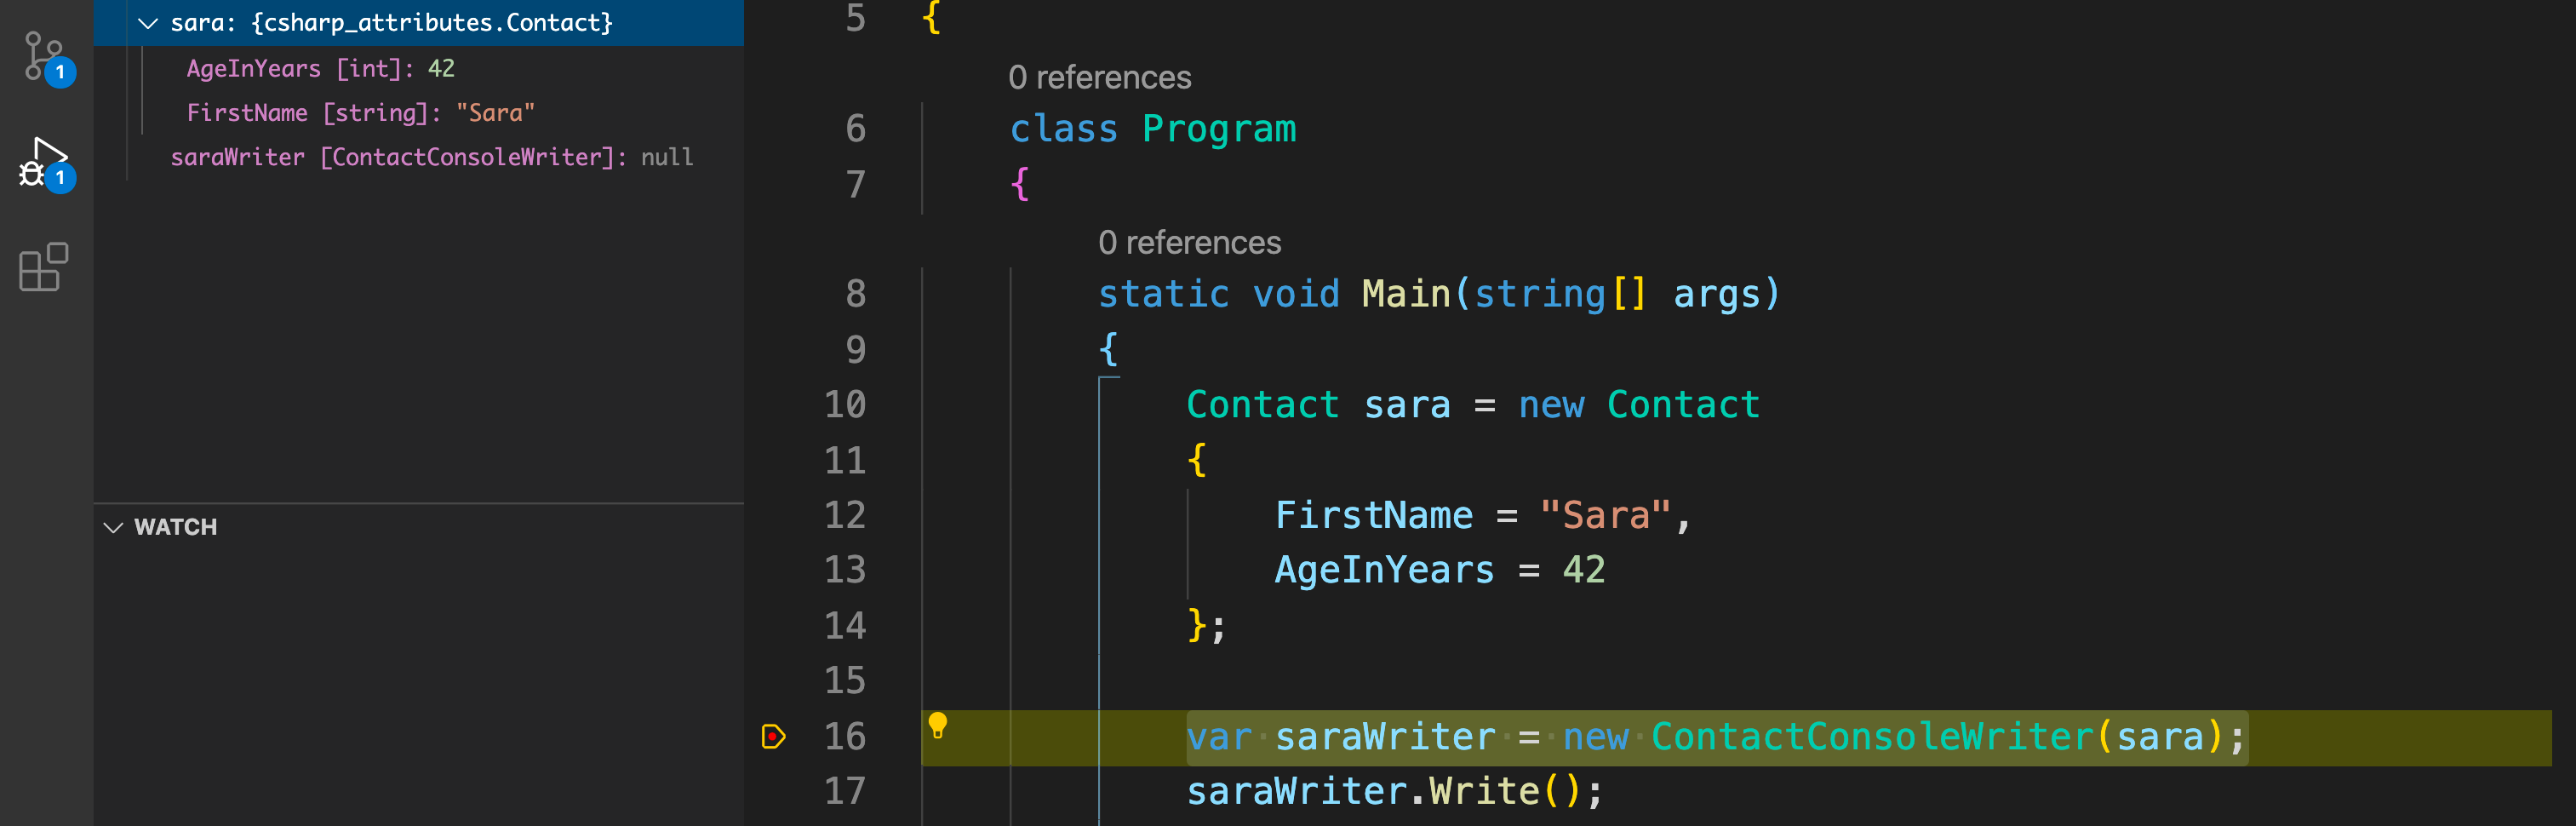 1
1
sara: {csharp_attributes.Contact}
AgeInYears [int]: 42
FirstName [string]: "Sara"
saraWriter [ContactConsoleWriter]: null
WATCH
5 {
0 references
6 class Program
7 {
0 references
8 static void Main(string[] args)
9 {
10 Contact sara = new Contact
11 {
12 FirstName = "Sara",
13 AgeInYears = 42
14 };
15
16 var saraWriter = new ContactConsoleWriter(sara);
17 saraWriter.Write();